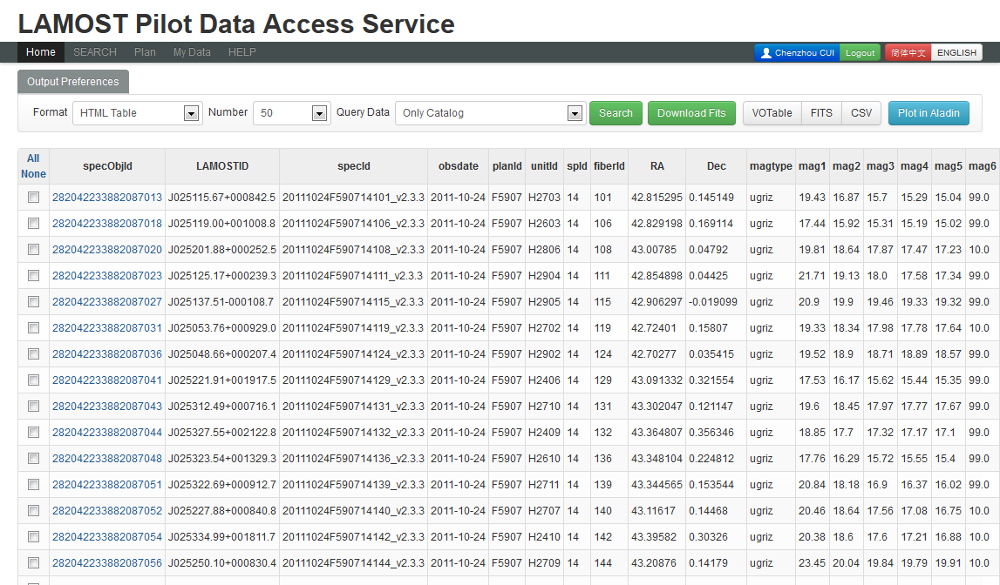 LAMOST Pilot Data Access Service
Home SEARCH Plan My Data HELP Chenzhou CUI Logout 简体中文 ENGLISH
Output Preferences
Format HTML Table Number 50 Query Data Only Catalog Search Download Fits VOTable FITS CSV Plot in Aladin
All None specObjId LAMOSTID specId obsdate planId unitId spId fiberId RA Dec magtype mag1 mag2 mag3 mag4 mag5 mag6
282042233882087013 J025115.67+000842.5 20111024F590714101_v2.3.3 2011-10-24 F5907 H2703 14 101 42.815295 0.145149 ugriz 19.43 16.87 15.7 15.29 15.04 99.0
282042233882087018 J025119.00+001008.8 20111024F590714106_v2.3.3 2011-10-24 F5907 H2603 14 106 42.829198 0.169114 ugriz 17.44 15.92 15.31 15.19 15.02 99.0
282042233882087020 J025201.88+000252.5 20111024F590714108_v2.3.3 2011-10-24 F5907 H2806 14 108 43.00785 0.04792 ugriz 19.81 18.64 17.87 17.47 17.23 10.0
282042233882087023 J025125.17+000239.3 20111024F590714111_v2.3.3 2011-10-24 F5907 H2904 14 111 42.854898 0.04425 ugriz 21.71 19.13 18.0 17.58 17.34 99.0
282042233882087027 J025137.51-000108.7 20111024F590714115_v2.3.3 2011-10-24 F5907 H2905 14 115 42.906297 -0.019099 ugriz 20.9 19.9 19.46 19.33 19.32 99.0
282042233882087031 J025053.76+000929.0 20111024F590714119_v2.3.3 2011-10-24 F5907 H2702 14 119 42.72401 0.15807 ugriz 19.33 18.34 17.98 17.78 17.64 10.0
282042233882087036 J025048.66+000207.4 20111024F590714124_v2.3.3 2011-10-24 F5907 H2902 14 124 42.70277 0.035415 ugriz 19.52 18.9 18.71 18.89 18.57 99.0
282042233882087041 J025221.91+001917.5 20111024F590714129_v2.3.3 2011-10-24 F5907 H2406 14 129 43.091332 0.321554 ugriz 17.53 16.17 15.62 15.44 15.35 99.0
282042233882087043 J025312.49+000716.1 20111024F590714131_v2.3.3 2011-10-24 F5907 H2710 14 131 43.302047 0.121147 ugriz 19.6 18.45 17.97 17.77 17.67 99.0
282042233882087044 J025327.55+002122.8 20111024F590714132_v2.3.3 2011-10-24 F5907 H2409 14 132 43.364807 0.356346 ugriz 18.85 17.7 17.32 17.17 17.1 99.0
282042233882087048 J025323.54+001329.3 20111024F590714136_v2.3.3 2011-10-24 F5907 H2610 14 136 43.348104 0.224812 ugriz 17.76 16.29 15.72 15.55 15.4 99.0
282042233882087051 J025322.69+000912.7 20111024F590714139_v2.3.3 2011-10-24 F5907 H2711 14 139 43.344565 0.153544 ugriz 20.84 18.18 16.9 16.37 16.02 99.0
282042233882087052 J025227.88+000840.8 20111024F590714140_v2.3.3 2011-10-24 F5907 H2707 14 140 43.11617 0.14468 ugriz 20.46 18.64 17.56 17.08 16.75 10.0
282042233882087054 J025334.99+001811.7 20111024F590714142_v2.3.3 2011-10-24 F5907 H2410 14 142 43.39582 0.30326 ugriz 20.38 18.6 17.6 17.21 16.88 10.0
282042233882087056 J025250.10+000830.4 20111024F590714144_v2.3.3 2011-10-24 F5907 H2709 14 144 43.20876 0.14179 ugriz 23.45 20.04 19.84 19.79 19.91 10.0